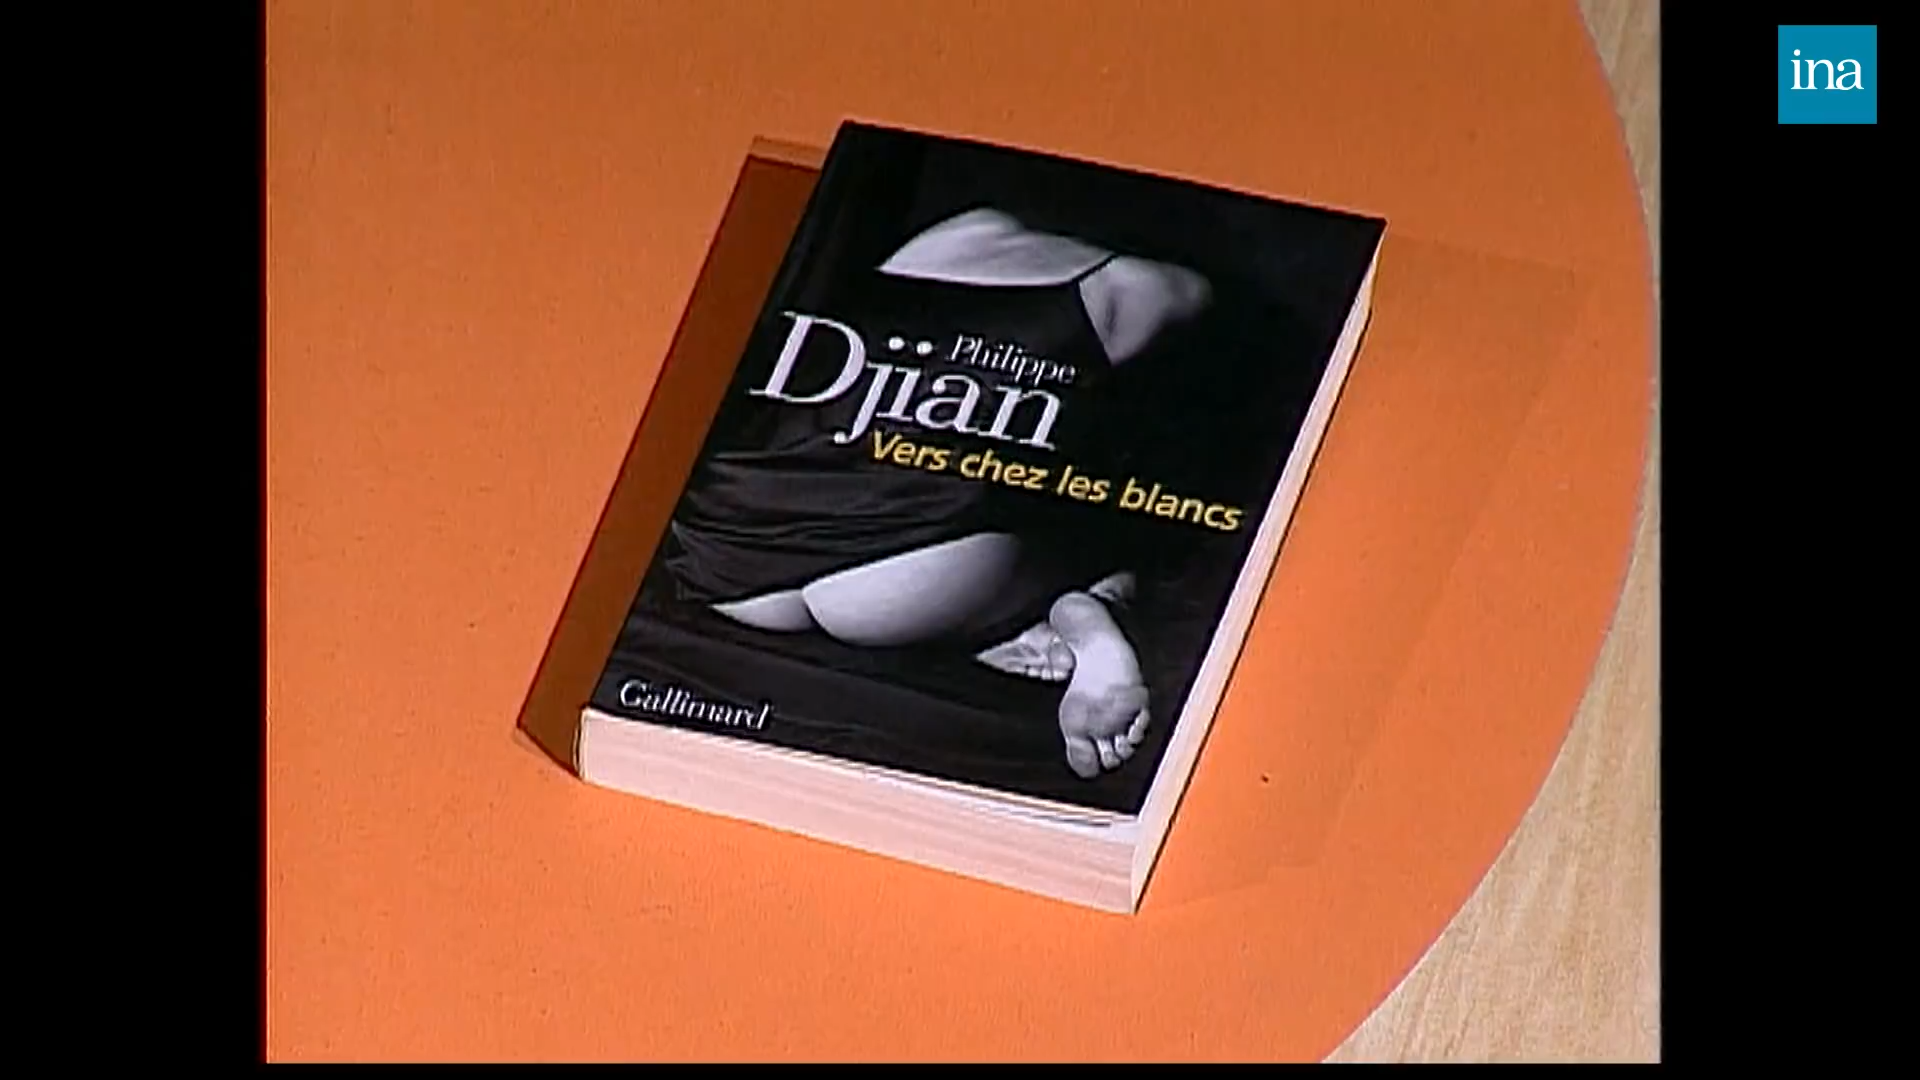 ina
Philippe
Djian
Vers chez les blancs
Gallimard